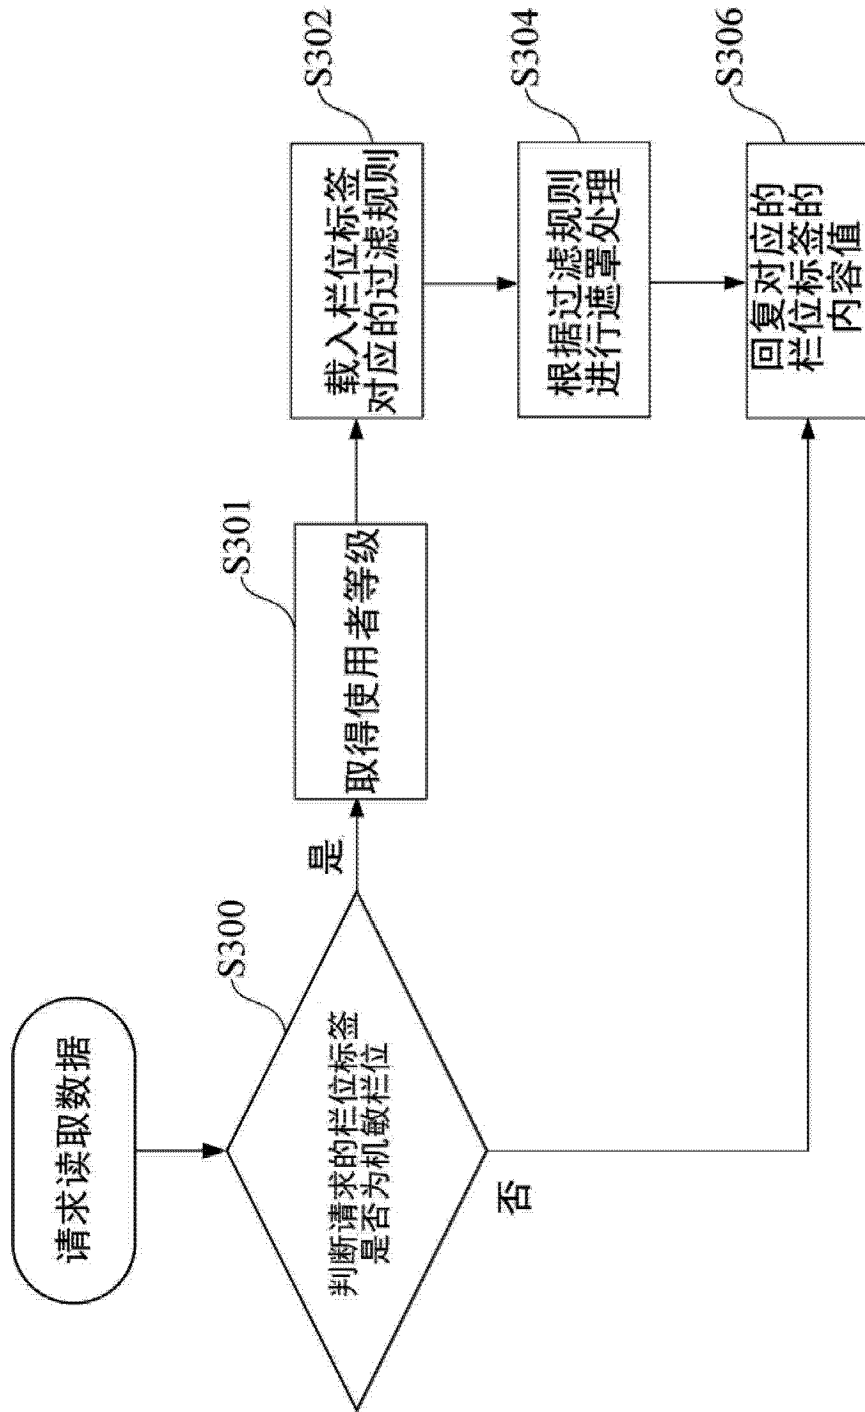 请求读取数据
S300
判断请求的栏位标签
是否为机敏栏位
是
否
S301
取得使用者等级
S302
载入栏位标签
对应的过滤规则
S304
根据过滤规则
进行遮罩处理
S306
回复对应的
栏位标签的
内容值